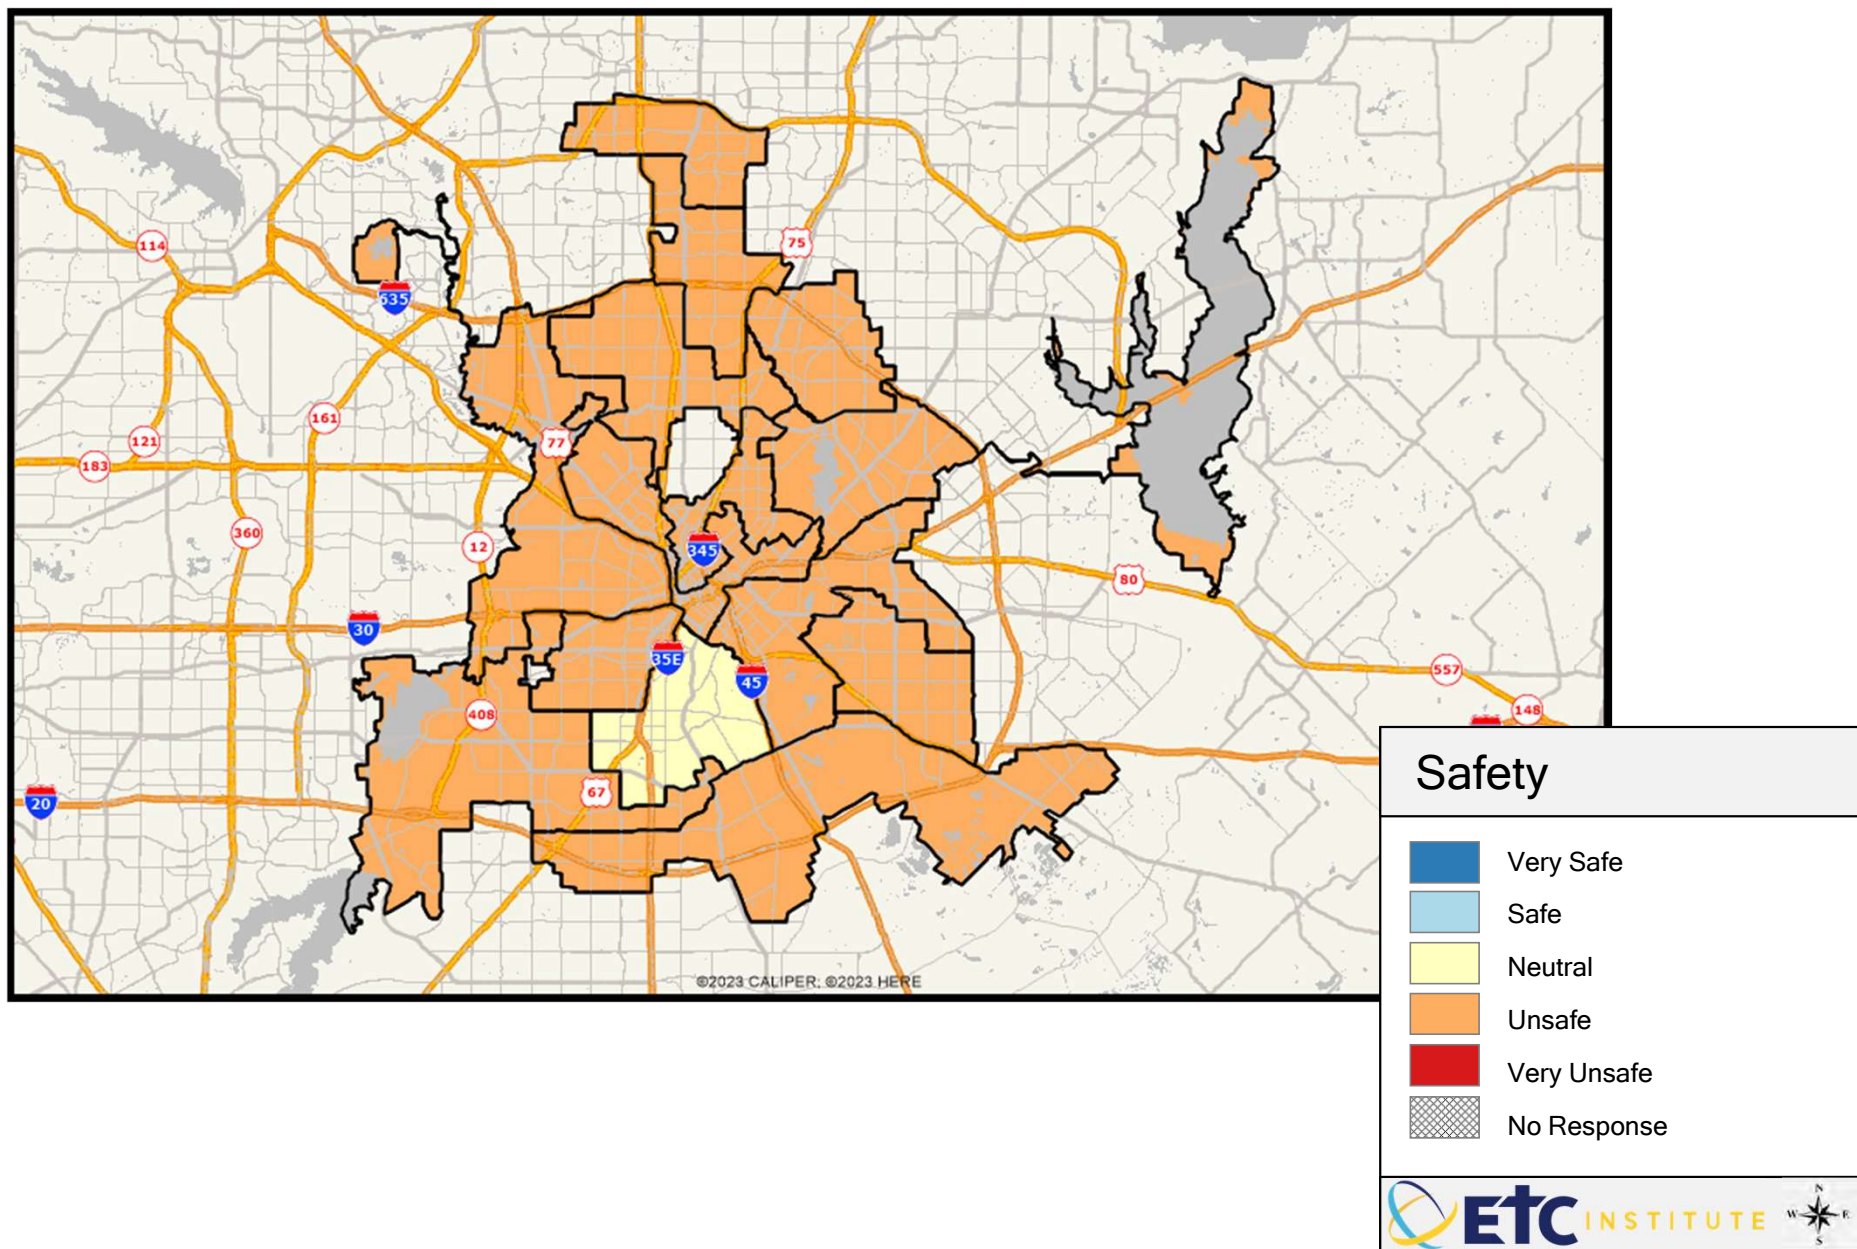 114
75
635
161
77
121
183
360
12
345
80
30
35E
45
557
408
148
67
20
©2023 CALIPER; ©2023 HERE
Safety
Very Safe
Safe
Neutral
Unsafe
Very Unsafe
No Response
ETC INSTITUTE
N
W E
S